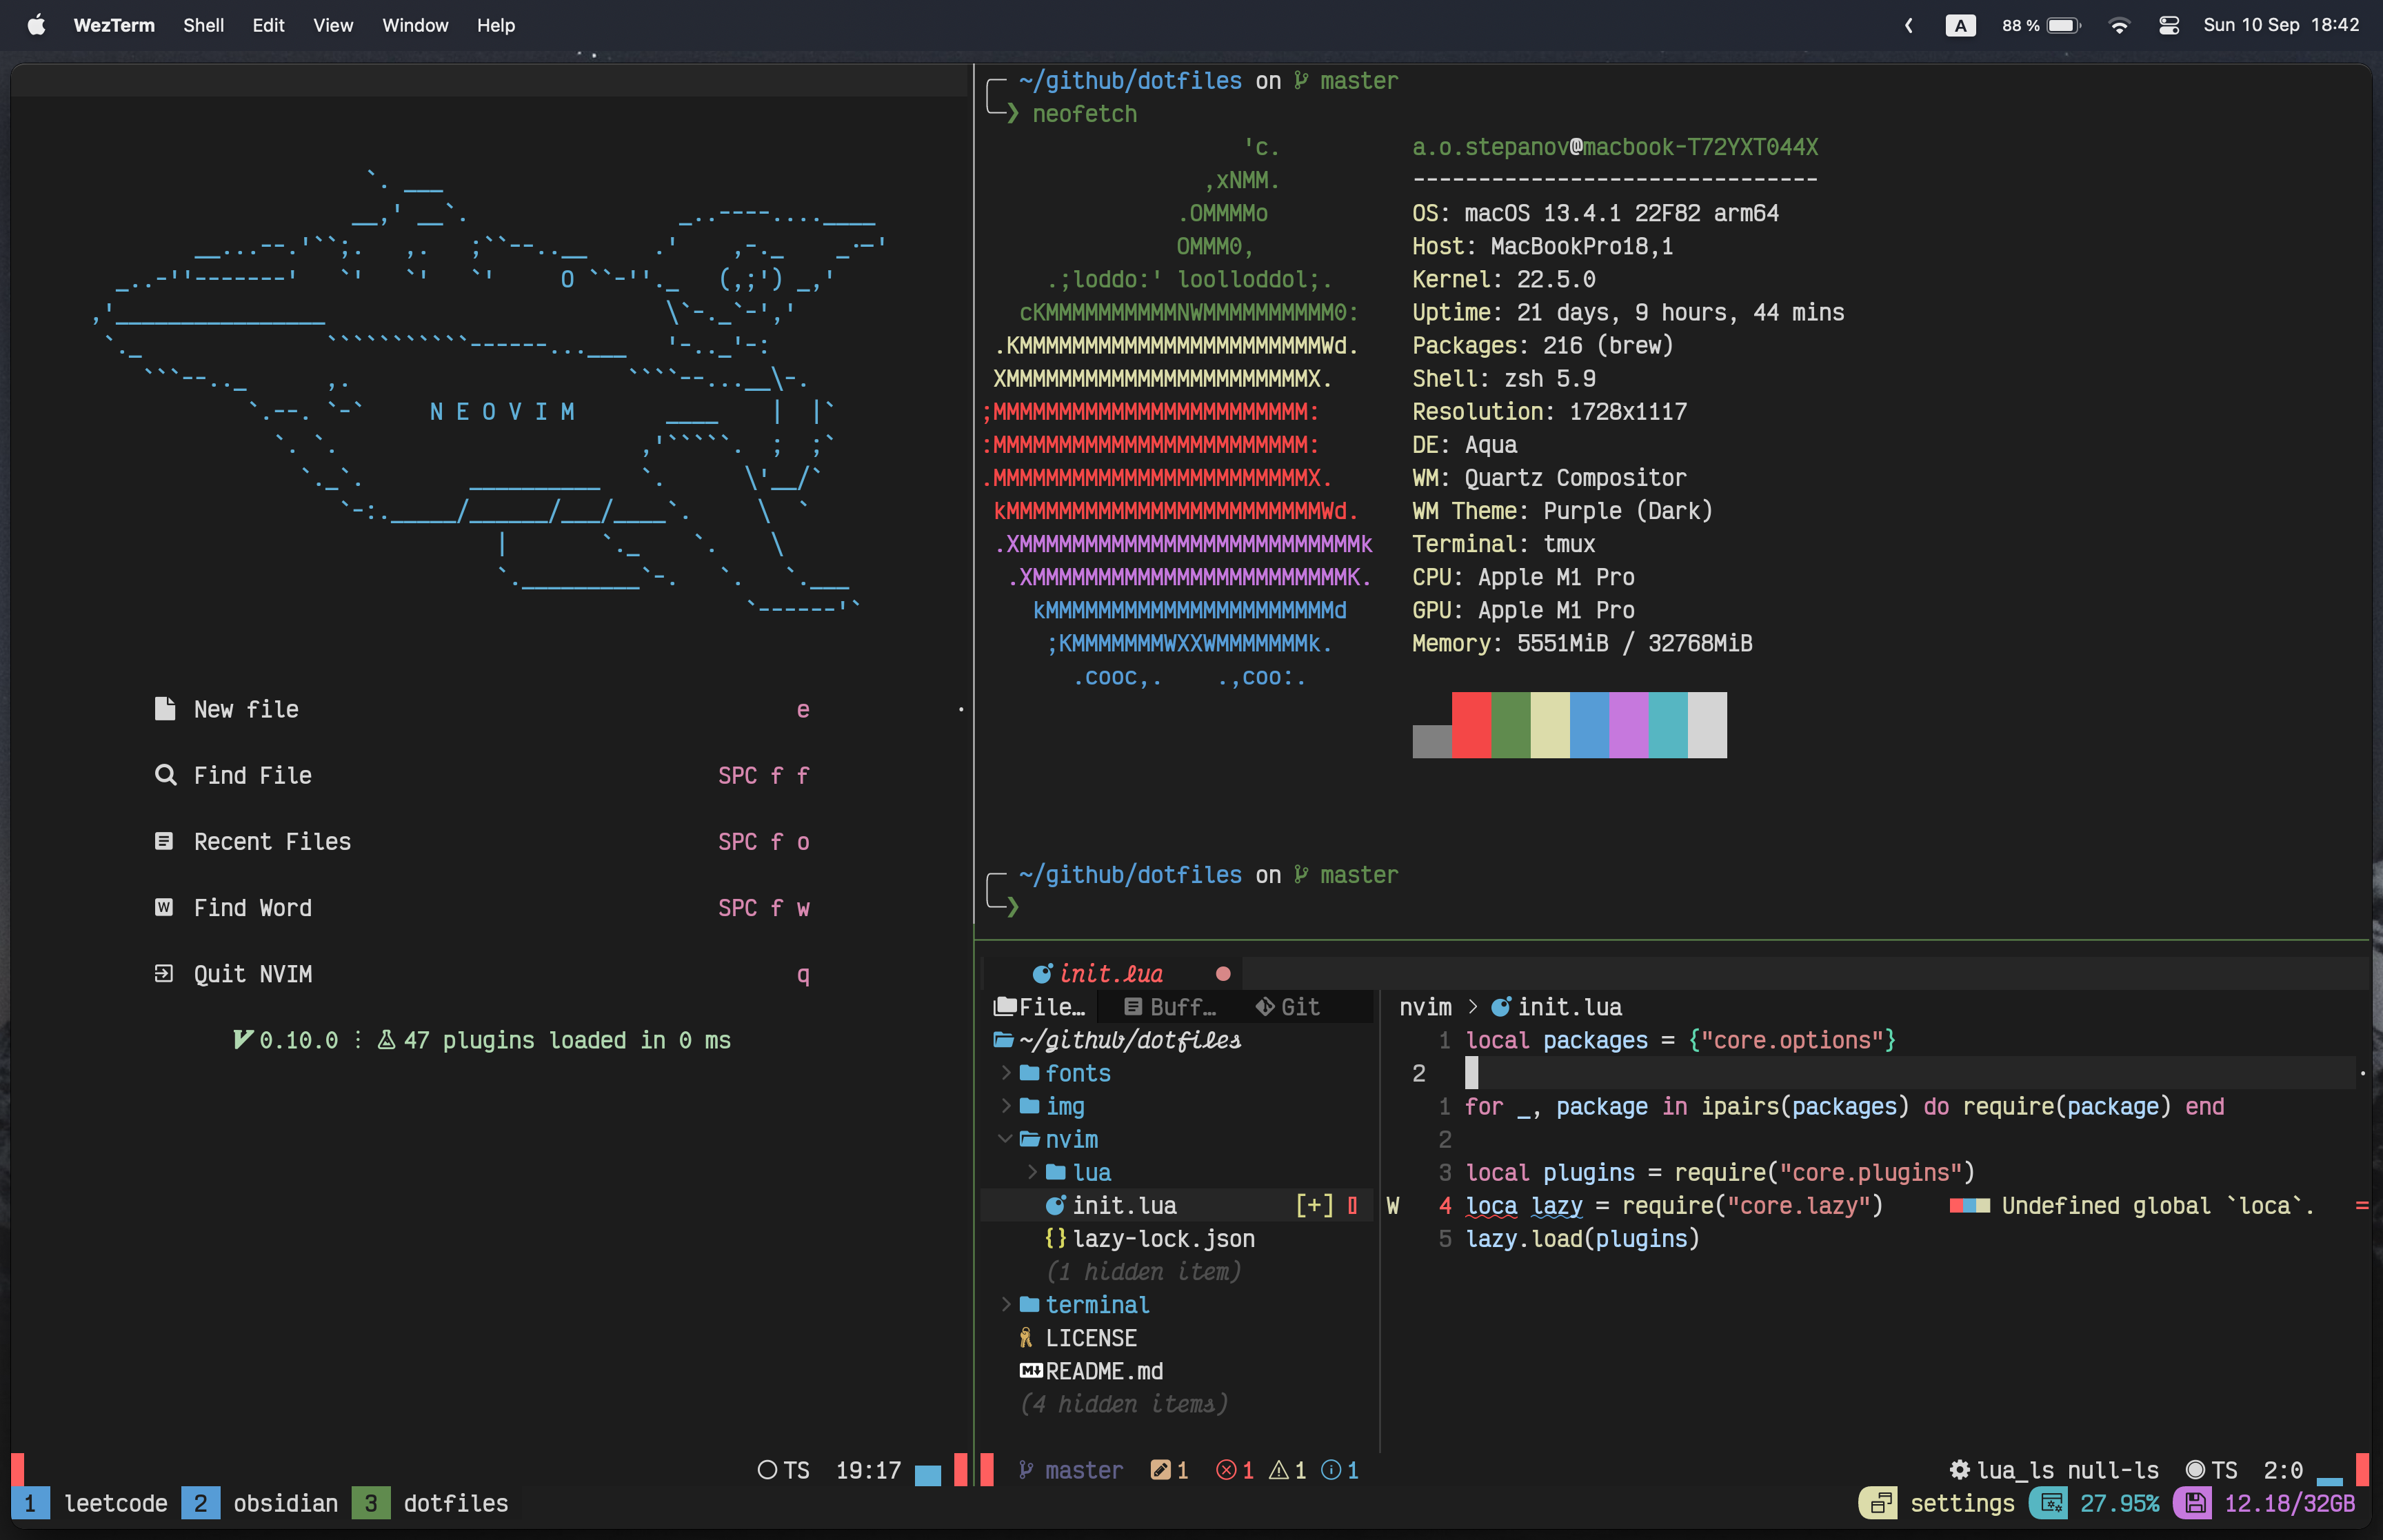 WezTerm Shell Edit View Window Help
A 88 % Sun 10 Sep 18:42
N E O V I M
New file e
Find File SPC f f
Recent Files SPC f o
Find Word SPC f w
Quit NVIM q
0.10.0 ⋮ 47 plugins loaded in 0 ms
TS 19:17
~/github/dotfiles on master
❯ neofetch
'c.
,xNMM.
.OMMMMo
OMMM0,
.;loddo:' loolloddol;.
cKMMMMMMMMMMNWMMMMMMMMMM0:
.KMMMMMMMMMMMMMMMMMMMMMMMWd.
XMMMMMMMMMMMMMMMMMMMMMMMX.
;MMMMMMMMMMMMMMMMMMMMMMMM:
:MMMMMMMMMMMMMMMMMMMMMMMM:
.MMMMMMMMMMMMMMMMMMMMMMMMX.
kMMMMMMMMMMMMMMMMMMMMMMMMWd.
.XMMMMMMMMMMMMMMMMMMMMMMMMMMk
.XMMMMMMMMMMMMMMMMMMMMMMMMK.
kMMMMMMMMMMMMMMMMMMMMMMd
;KMMMMMMMWXXWMMMMMMMk.
.cooc,. .,coo:.
a.o.stepanov@macbook-T72YXT044X
-------------------------------
OS: macOS 13.4.1 22F82 arm64
Host: MacBookPro18,1
Kernel: 22.5.0
Uptime: 21 days, 9 hours, 44 mins
Packages: 216 (brew)
Shell: zsh 5.9
Resolution: 1728x1117
DE: Aqua
WM: Quartz Compositor
WM Theme: Purple (Dark)
Terminal: tmux
CPU: Apple M1 Pro
GPU: Apple M1 Pro
Memory: 5551MiB / 32768MiB
~/github/dotfiles on master
❯
init.lua
File… Buff… Git
~/github/dotfiles
fonts
img
nvim
lua
init.lua [+]
{} lazy-lock.json
(1 hidden item)
terminal
LICENSE
README.md
(4 hidden items)
nvim > init.lua
1 local packages = {"core.options"}
2
1 for _, package in ipairs(packages) do require(package) end
2
3 local plugins = require("core.plugins")
W 4 loca lazy = require("core.lazy") Undefined global `loca`.
5 lazy.load(plugins)
master 1 1 1 1
lua_ls null-ls TS 2:0
1 leetcode 2 obsidian 3 dotfiles
settings 27.95% 12.18/32GB